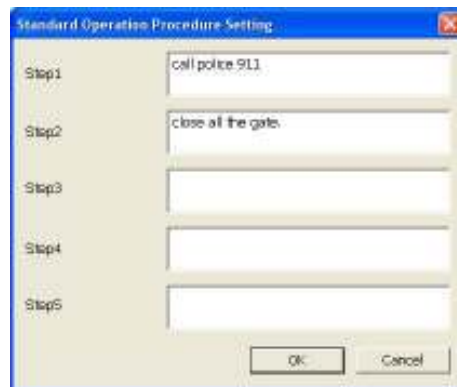 Standard Operation Procedure Setting
Step1
call police 911
Step2
close all the gate.
Step3
Step4
Step5
OK
Cancel